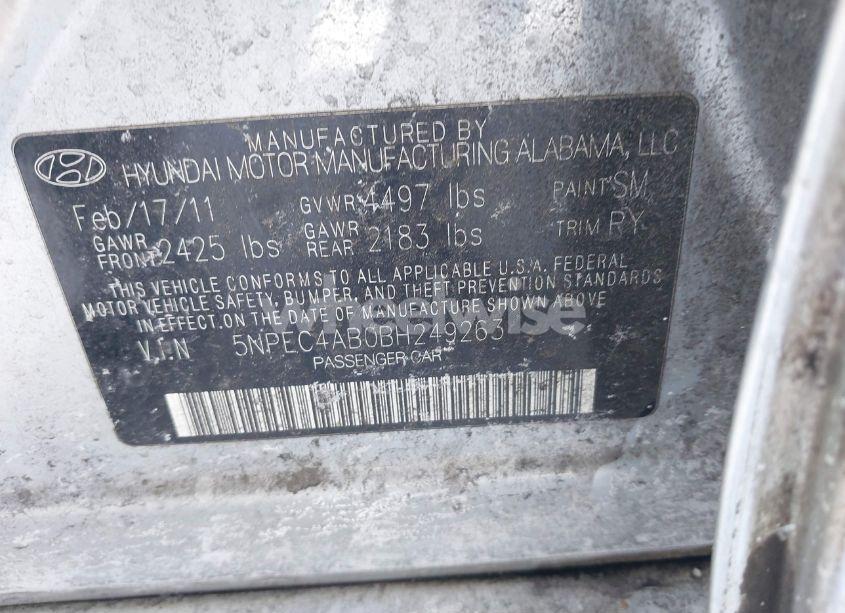 MANUFACTURED BY
HYUNDAI MOTOR MANUFACTURING ALABAMA, LLC
Feb/17/11 GVWR 4497 lbs PAINT SM
GAWR FRONT 2425 lbs GAWR REAR 2183 lbs TRIM RY
THIS VEHICLE CONFORMS TO ALL APPLICABLE U.S.A. FEDERAL
MOTOR VEHICLE SAFETY, BUMPER, AND THEFT PREVENTION STANDARDS
IN EFFECT ON THE DATE OF MANUFACTURE SHOWN ABOVE
V.I.N 5NPEC4AB0BH249263
PASSENGER CAR
wheelwise